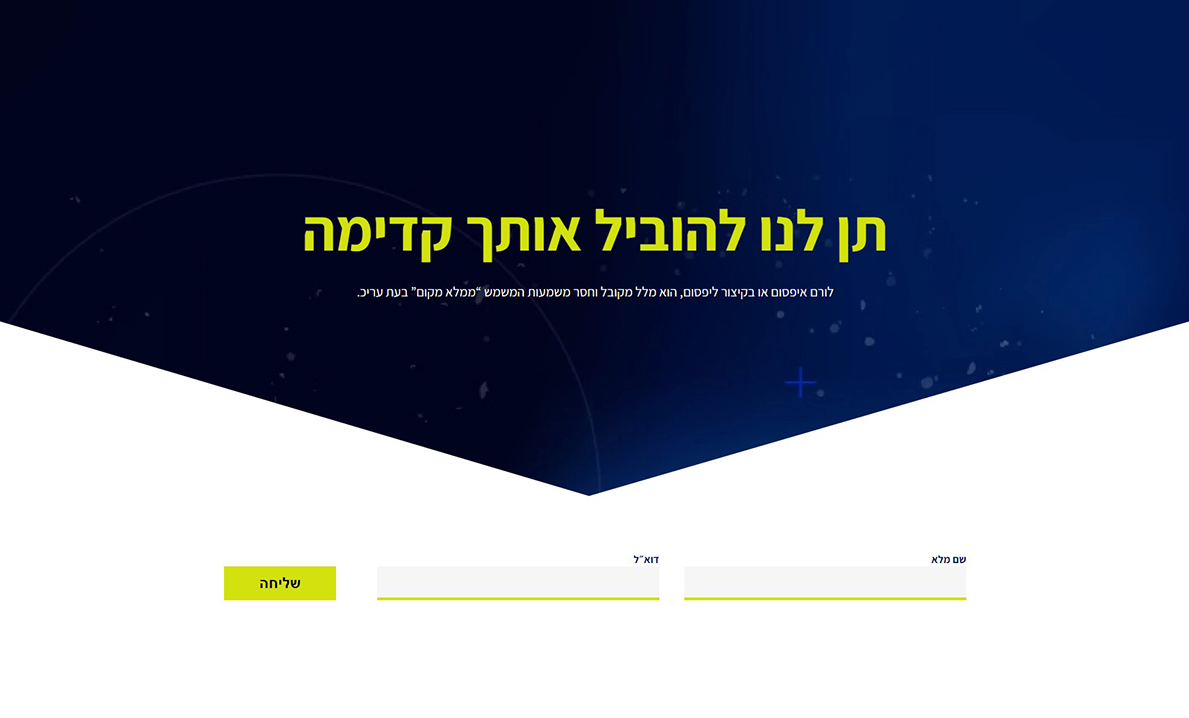 תן לנו להוביל אותך קדימה
לורם איפסום או בקיצור ליפסום, הוא מלל מקובל וחסר משמעות המשמש “ממלא מקום” בעת עריכ.
שם מלא
דוא״ל
שליחה